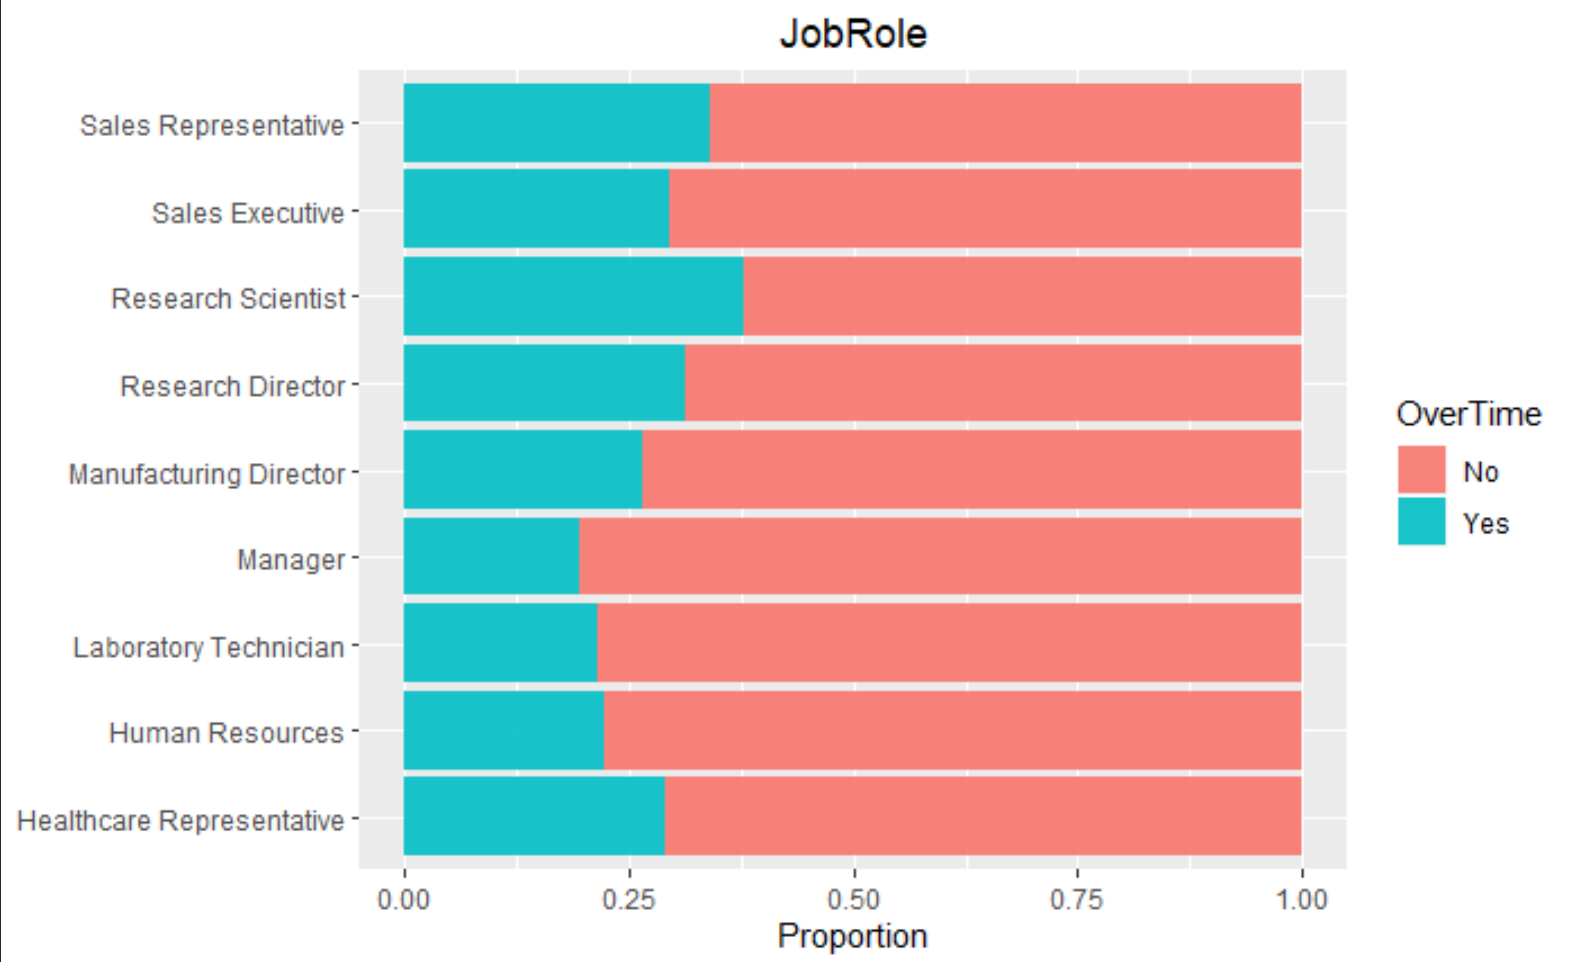 JobRole
Sales Representative
Sales Executive
Research Scientist
Research Director
Manufacturing Director
Manager
Laboratory Technician
Human Resources
Healthcare Representative
0.00 0.25 0.50 0.75 1.00
Proportion
OverTime
No
Yes